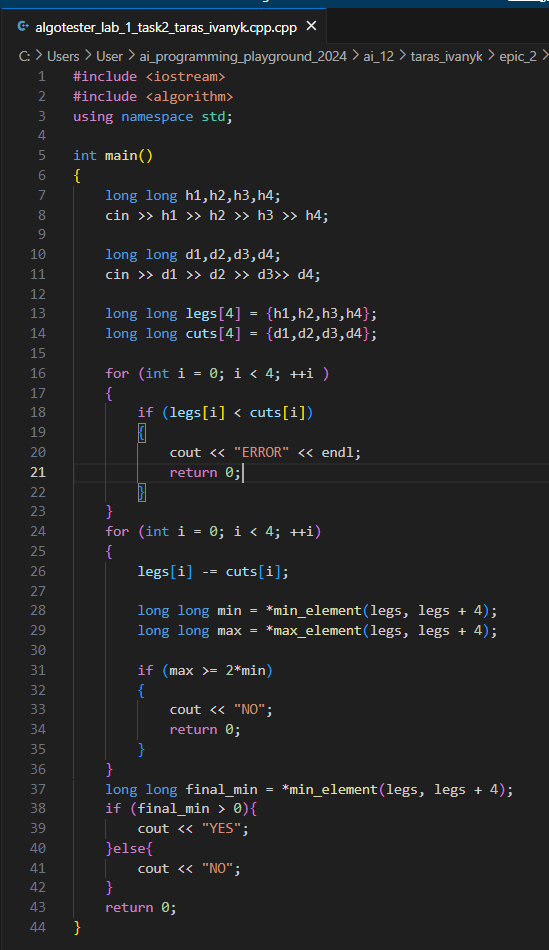 algotester_lab_1_task2_taras_ivanyk.cpp.cpp ×
C: > Users > User > ai_programming_playground_2024 > ai_12 > taras_ivanyk > epic_2 >
1 #include <iostream>
2 #include <algorithm>
3 using namespace std;
4
5 int main()
6 {
7 long long h1,h2,h3,h4;
8 cin >> h1 >> h2 >> h3 >> h4;
9
10 long long d1,d2,d3,d4;
11 cin >> d1 >> d2 >> d3>> d4;
12
13 long long legs[4] = {h1,h2,h3,h4};
14 long long cuts[4] = {d1,d2,d3,d4};
15
16 for (int i = 0; i < 4; ++i )
17 {
18 if (legs[i] < cuts[i])
19 {
20 cout << "ERROR" << endl;
21 return 0;
22 }
23 }
24 for (int i = 0; i < 4; ++i)
25 {
26 legs[i] -= cuts[i];
27
28 long long min = *min_element(legs, legs + 4);
29 long long max = *max_element(legs, legs + 4);
30
31 if (max >= 2*min)
32 {
33 cout << "NO";
34 return 0;
35 }
36 }
37 long long final_min = *min_element(legs, legs + 4);
38 if (final_min > 0){
39 cout << "YES";
40 }else{
41 cout << "NO";
42 }
43 return 0;
44 }